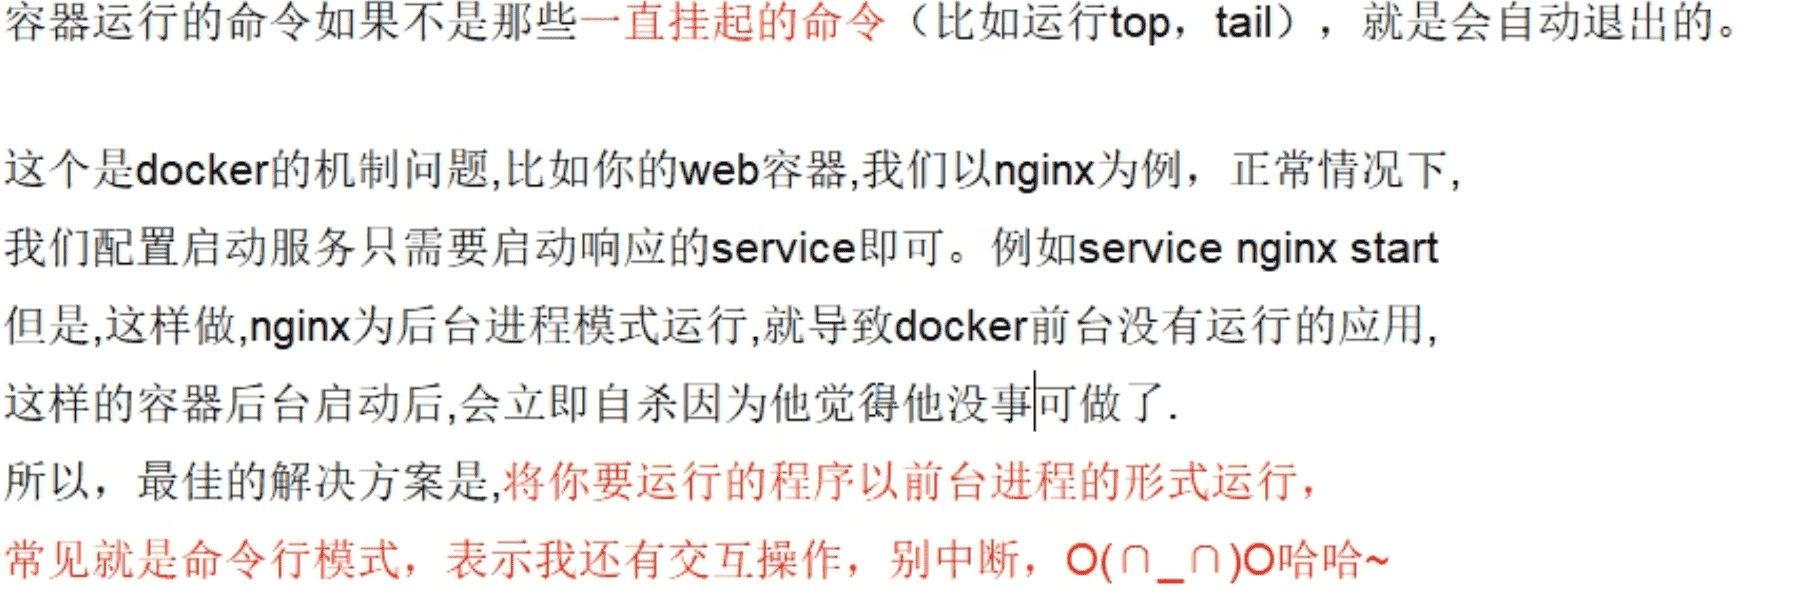 容器运行的命令如果不是那些一直挂起的命令（比如运行top，tail），就是会自动退出的。
这个是docker的机制问题,比如你的web容器,我们以nginx为例，正常情况下,
我们配置启动服务只需要启动响应的service即可。例如service nginx start
但是,这样做,nginx为后台进程模式运行,就导致docker前台没有运行的应用,
这样的容器后台启动后,会立即自杀因为他觉得他没事可做了.
所以，最佳的解决方案是,将你要运行的程序以前台进程的形式运行，
常见就是命令行模式，表示我还有交互操作，别中断，O(∩_∩)O哈哈~